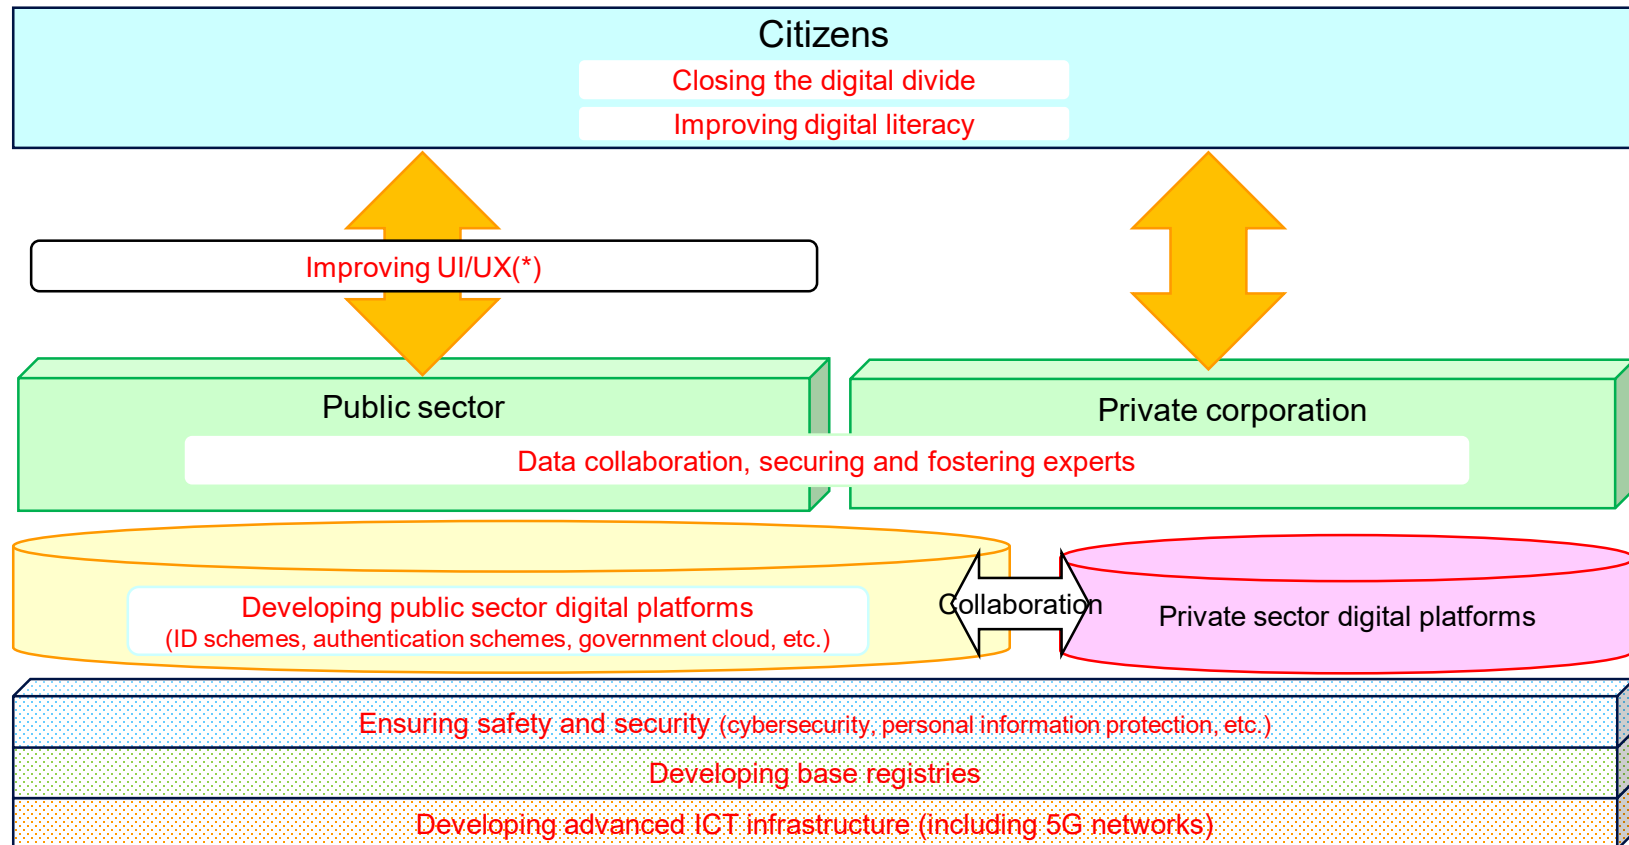 Citizens
Closing the digital divide
Improving digital literacy
Improving UI/UX(*)
Public sector
Private corporation
Data collaboration, securing and fostering experts
Developing public sector digital platforms
(ID schemes, authentication schemes, government cloud, etc.)
Collaboration
Private sector digital platforms
Ensuring safety and security (cybersecurity, personal information protection, etc.)
Developing base registries
Developing advanced ICT infrastructure (including 5G networks)